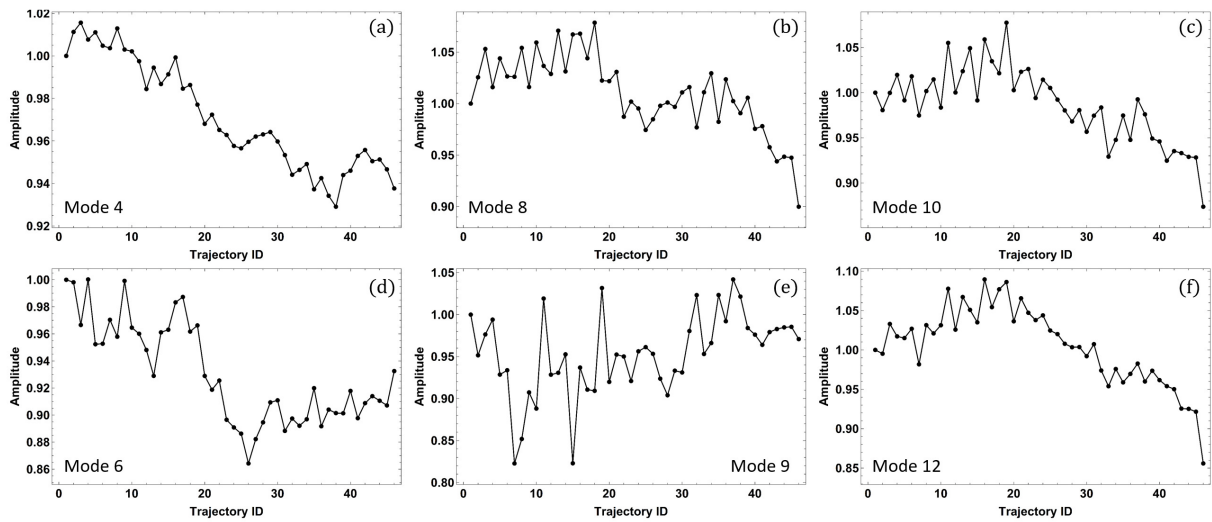 (a)
Amplitude
1.02
1.00
0.98
0.96
0.94
0.92
Mode 4
0 10 20 30 40
Trajectory ID
(b)
Amplitude
1.05
1.00
0.95
0.90
Mode 8
0 10 20 30 40
Trajectory ID
(c)
Amplitude
1.05
1.00
0.95
0.90
Mode 10
0 10 20 30 40
Trajectory ID
(d)
Amplitude
1.00
0.98
0.96
0.94
0.92
0.90
0.88
0.86
Mode 6
0 10 20 30 40
Trajectory ID
(e)
Amplitude
1.05
1.00
0.95
0.90
0.85
0.80
Mode 9
0 10 20 30 40
Trajectory ID
(f)
Amplitude
1.10
1.05
1.00
0.95
0.90
0.85
Mode 12
0 10 20 30 40
Trajectory ID